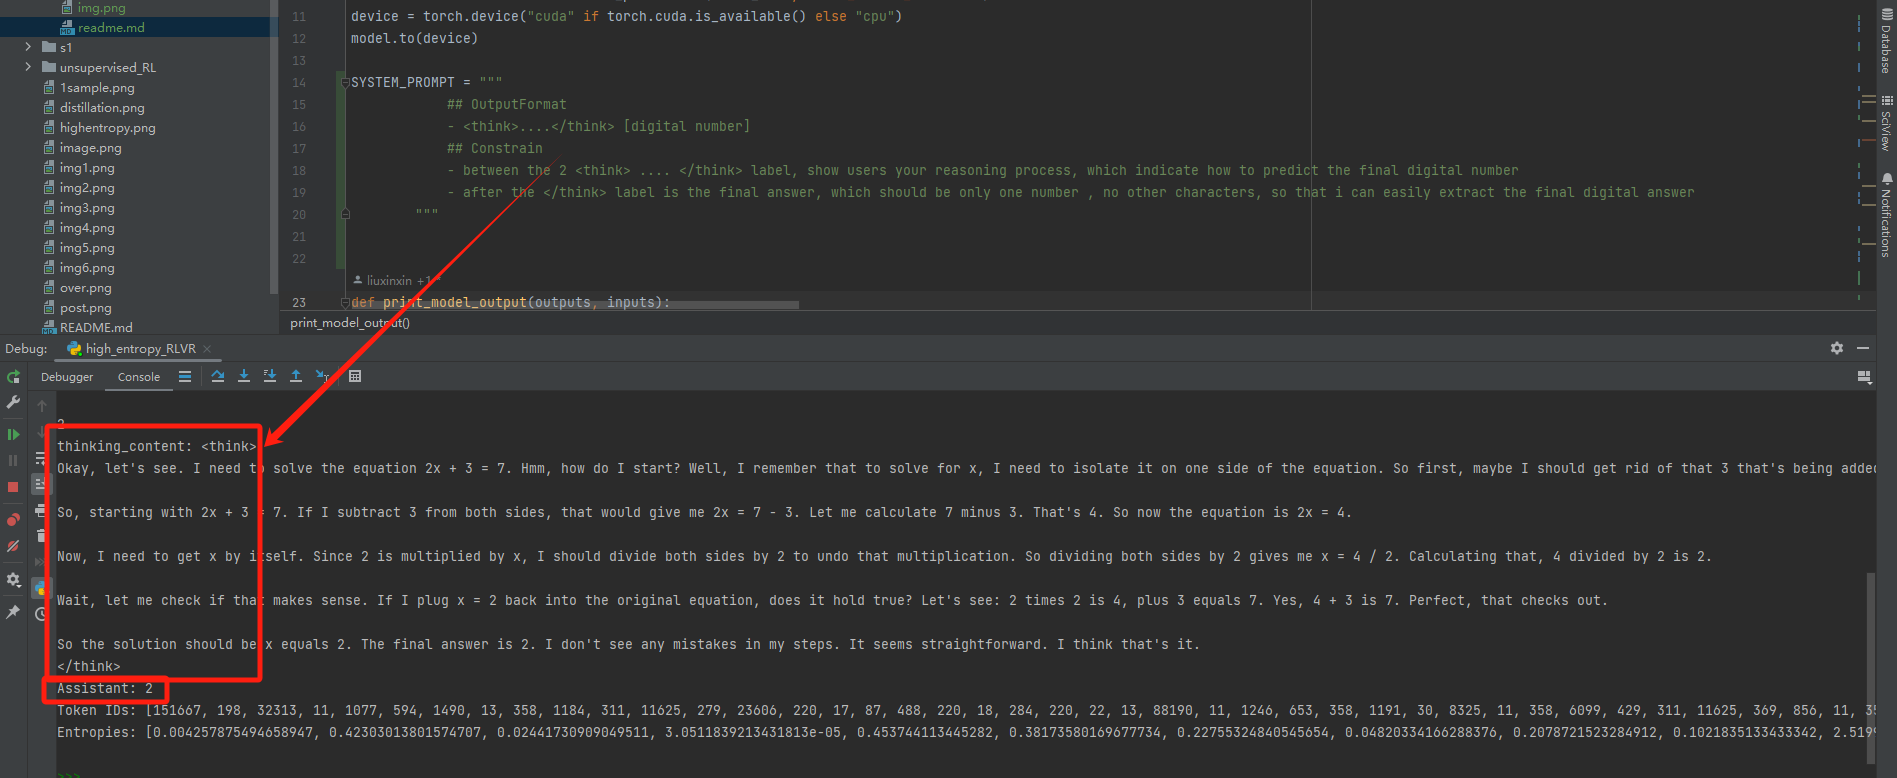 img.png
readme.md
s1
unsupervised_RL
1sample.png
distillation.png
highentropy.png
image.png
img1.png
img2.png
img3.png
img4.png
img5.png
img6.png
over.png
post.png
README.md
11 device = torch.device("cuda" if torch.cuda.is_available() else "cpu")
12 model.to(device)
13
14 SYSTEM_PROMPT = """
15 ## OutputFormat
16 - <think>....</think> [digital number]
17 ## Constrain
18 - between the 2 <think> .... </think> label, show users your reasoning process, which indicate how to predict the final digital number
19 - after the </think> label is the final answer, which should be only one number , no other characters, so that i can easily extract the final digital answer
20 """
21
22
liuxinxin +1
23 def print_model_output(outputs, inputs):
print_model_output()
Database
SciView
Notifications
Debug: high_entropy_RLVR
Debugger Console
2
thinking_content: <think>
Okay, let's see. I need to solve the equation 2x + 3 = 7. Hmm, how do I start? Well, I remember that to solve for x, I need to isolate it on one side of the equation. So first, maybe I should get rid of that 3 that's being added
So, starting with 2x + 3 = 7. If I subtract 3 from both sides, that would give me 2x = 7 - 3. Let me calculate 7 minus 3. That's 4. So now the equation is 2x = 4.
Now, I need to get x by itself. Since 2 is multiplied by x, I should divide both sides by 2 to undo that multiplication. So dividing both sides by 2 gives me x = 4 / 2. Calculating that, 4 divided by 2 is 2.
Wait, let me check if that makes sense. If I plug x = 2 back into the original equation, does it hold true? Let's see: 2 times 2 is 4, plus 3 equals 7. Yes, 4 + 3 is 7. Perfect, that checks out.
So the solution should be x equals 2. The final answer is 2. I don't see any mistakes in my steps. It seems straightforward. I think that's it.
</think>
Assistant: 2
Token IDs: [151667, 198, 32313, 11, 1077, 594, 1490, 13, 358, 1184, 311, 11625, 279, 23606, 220, 17, 87, 488, 220, 18, 284, 220, 22, 13, 88190, 11, 1246, 653, 358, 1191, 30, 8325, 11, 358, 6099, 429, 311, 11625, 369, 856, 11, 35
Entropies: [0.004257875494658947, 0.42303013801574707, 0.02441730909049511, 3.0511839213431813e-05, 0.453744113445282, 0.38173580169677734, 0.22755324840545654, 0.04820334166288376, 0.2078721523284912, 0.1021835133433342, 2.5199
>>>